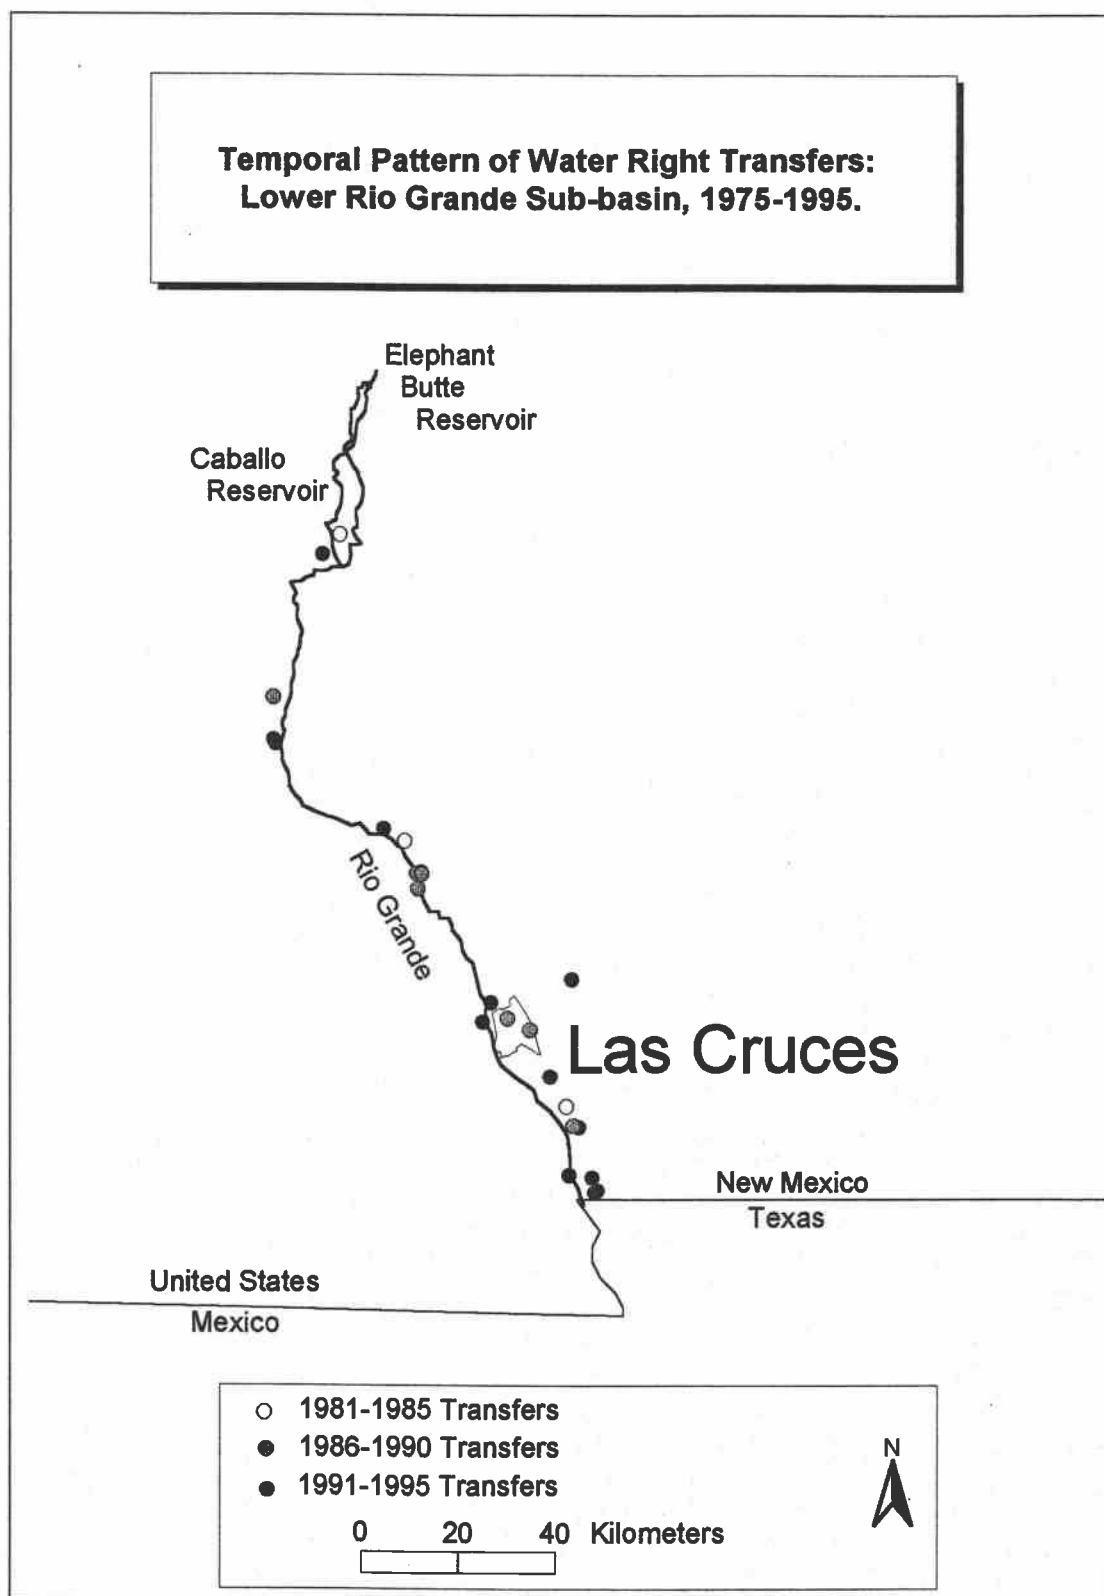 Temporal Pattern of Water Right Transfers:
Lower Rio Grande Sub-basin, 1975-1995.
Elephant
Butte
Reservoir
Caballo
Reservoir
Rio Grande
Las Cruces
New Mexico
Texas
United States
Mexico
1981-1985 Transfers
1986-1990 Transfers
1991-1995 Transfers
N
0 20 40 Kilometers